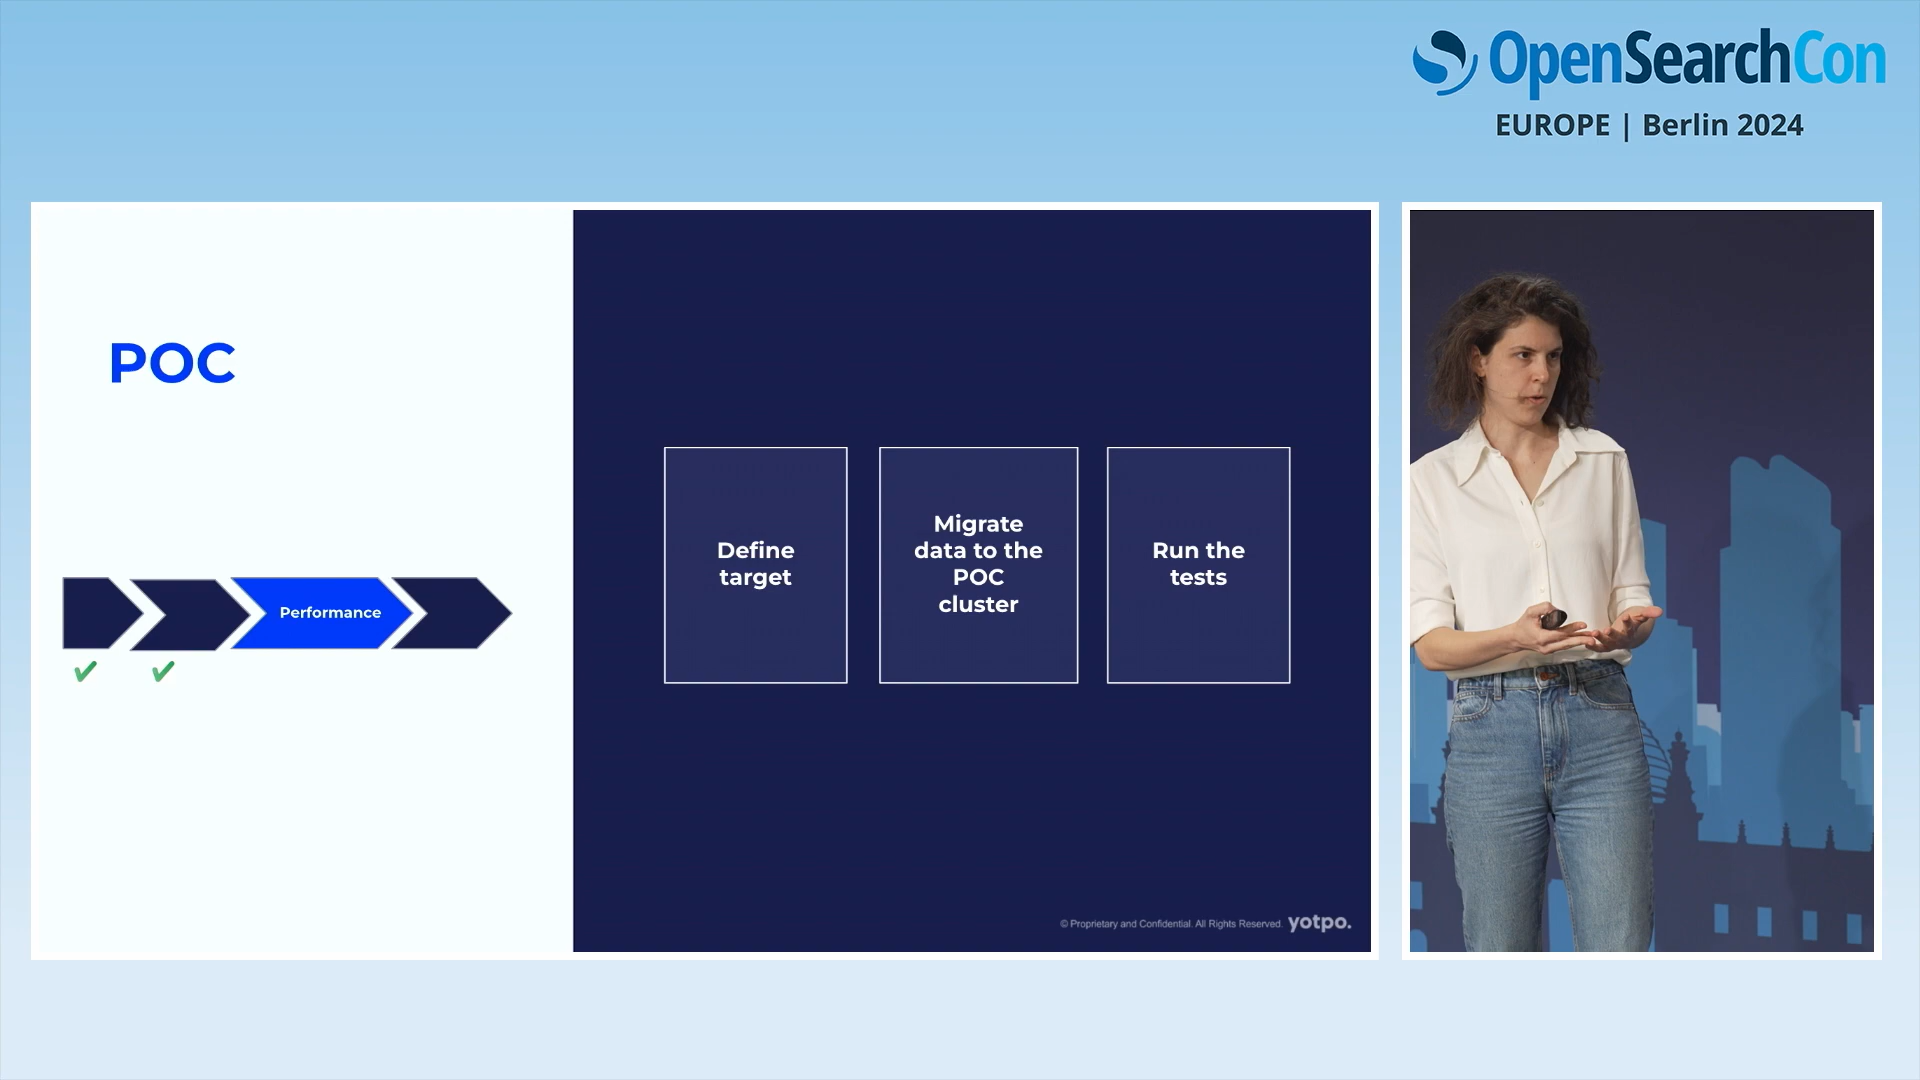 OpenSearchCon
EUROPE | Berlin 2024
POC
Performance
Define
target
Migrate
data to the
POC
cluster
Run the
tests
© Proprietary and Confidential. All Rights Reserved. yotpo.